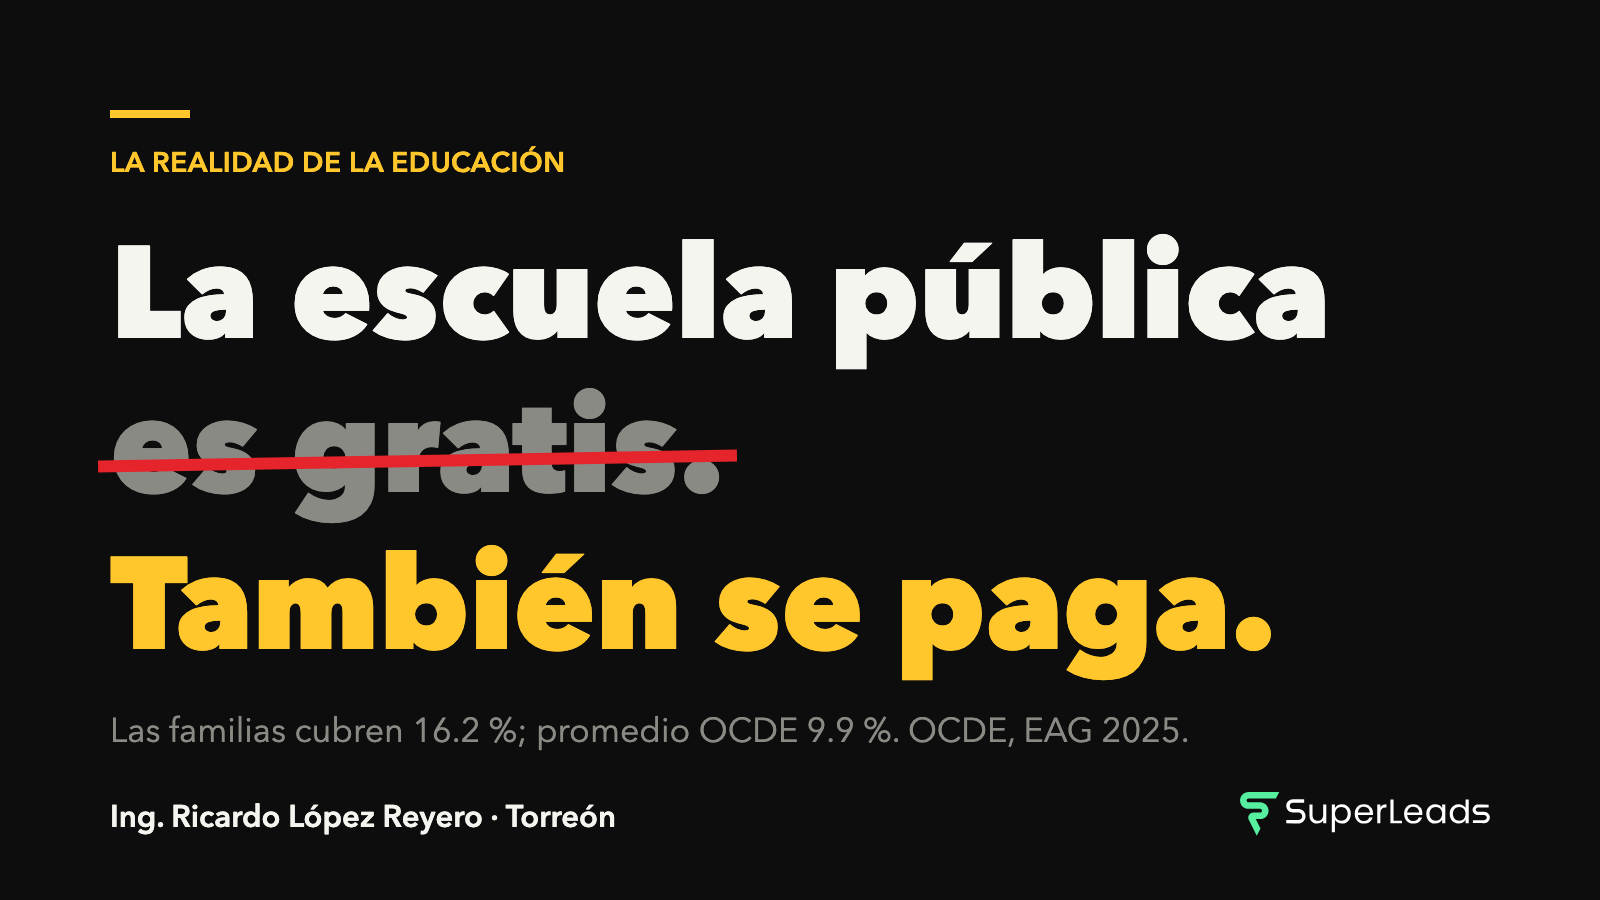 LA REALIDAD DE LA EDUCACIÓN
La escuela pública
es gratis.
También se paga.
Las familias cubren 16.2 %; promedio OCDE 9.9 %. OCDE, EAG 2025.
Ing. Ricardo López Reyero · Torreón
SuperLeads